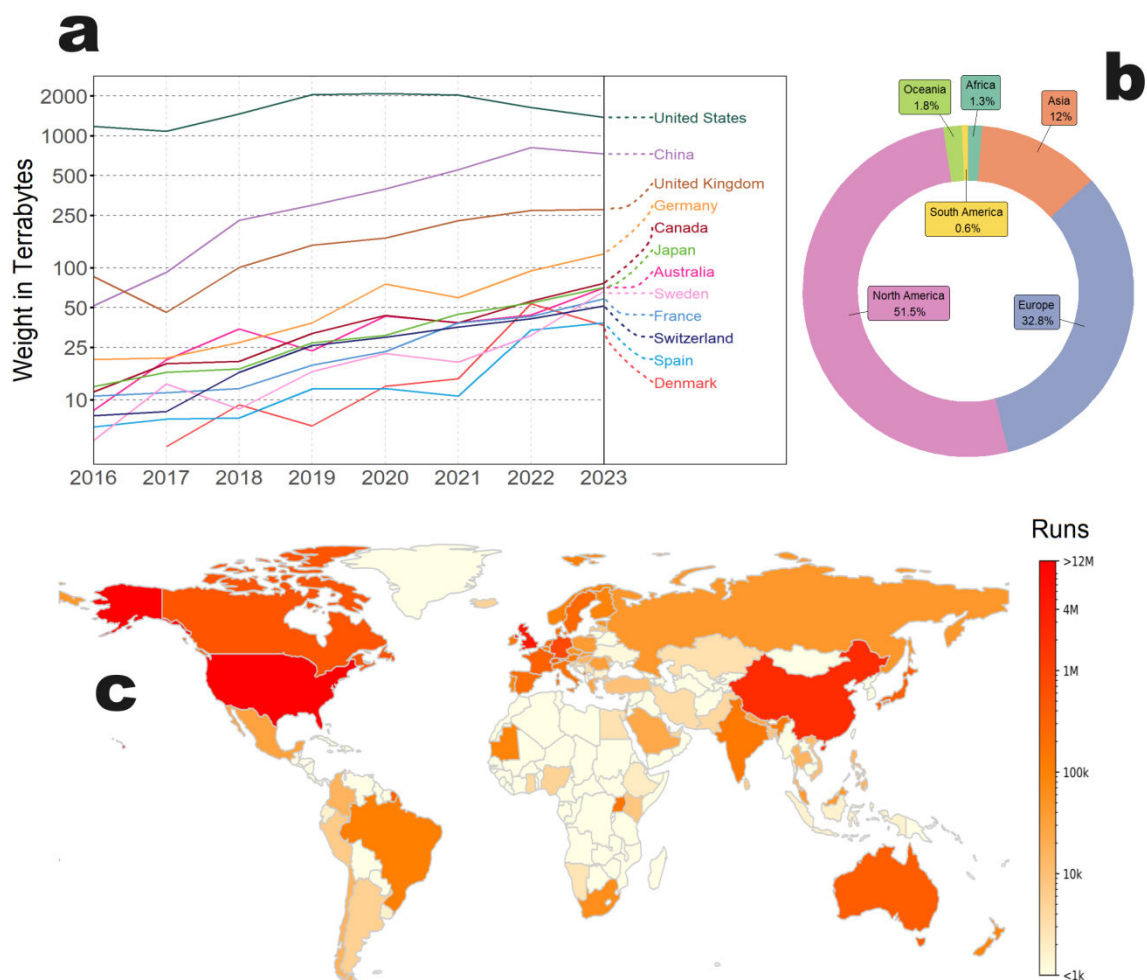 a
Weight in Terrabytes
2000
1000
500
250
100
50
25
10
2016 2017 2018 2019 2020 2021 2022 2023
United States
China
United Kingdom
Germany
Canada
Japan
Australia
Sweden
France
Switzerland
Spain
Denmark
b
Oceania
1.8%
Africa
1.3%
Asia
12%
South America
0.6%
North America
51.5%
Europe
32.8%
c
Runs
>12M
4M
1M
100k
10k
<1k